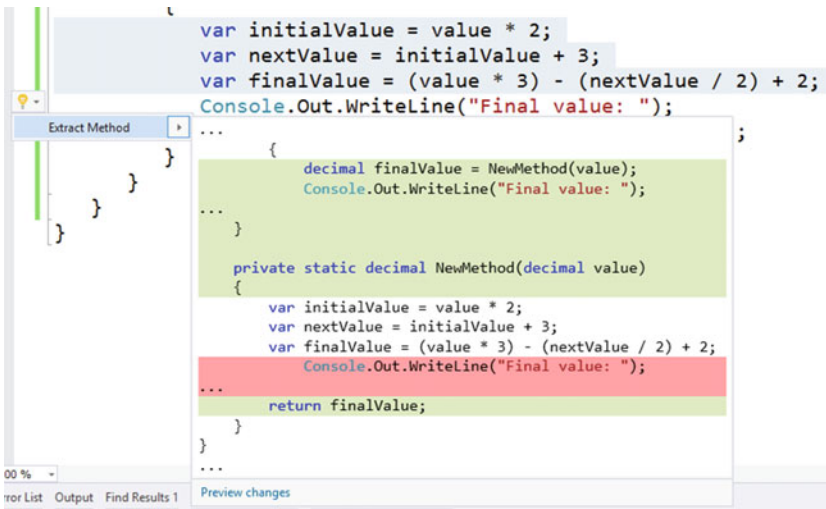 {
var initialValue = value * 2;
var nextValue = initialValue + 3;
var finalValue = (value * 3) - (nextValue / 2) + 2;
Console.Out.WriteLine("Final value: ");
Extract Method
;
}
}
}
}
...
{
decimal finalValue = NewMethod(value);
Console.Out.WriteLine("Final value: ");
...
}
private static decimal NewMethod(decimal value)
{
var initialValue = value * 2;
var nextValue = initialValue + 3;
var finalValue = (value * 3) - (nextValue / 2) + 2;
Console.Out.WriteLine("Final value: ");
...
return finalValue;
}
}
...
Preview changes
00 %
rror List Output Find Results 1